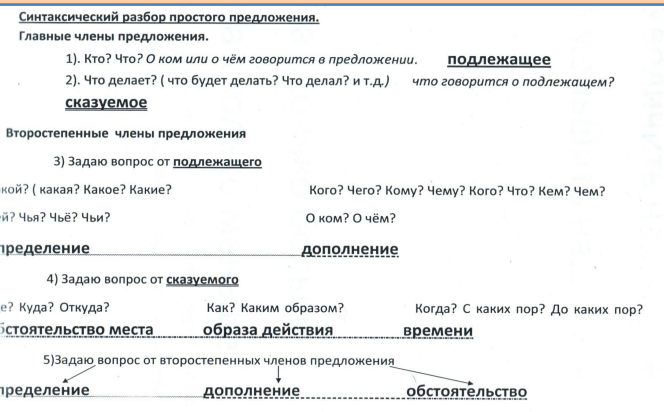 Синтаксический разбор простого предложения.
Главные члены предложения.
1). Кто? Что? О ком или о чём говорится в предложении. подлежащее
2). Что делает? ( что будет делать? Что делал? и т.д.) что говорится о подлежащем?
сказуемое
Второстепенные члены предложения
3) Задаю вопрос от подлежащего
кой? ( какая? Какое? Какие? Кого? Чего? Кому? Чему? Кого? Что? Кем? Чем?
й? Чья? Чьё? Чьи? О ком? О чём?
пределение дополнение
4) Задаю вопрос от сказуемого
е? Куда? Откуда? Как? Каким образом? Когда? С каких пор? До каких пор?
бстоятельство места образа действия времени
5)Задаю вопрос от второстепенных членов предложения
пределение дополнение обстоятельство